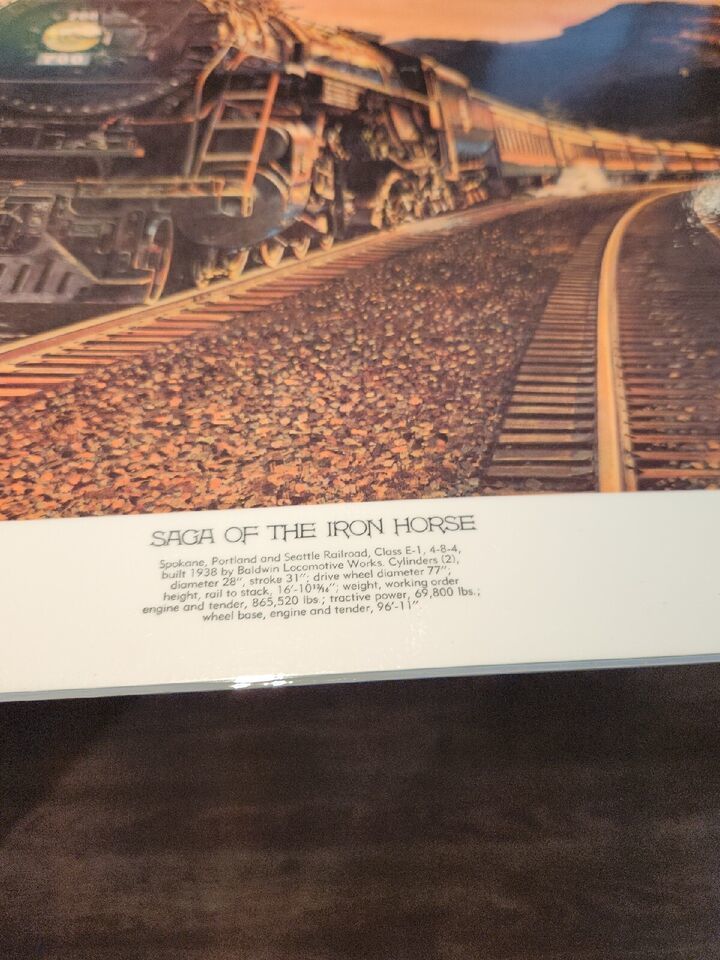 700
SAGA OF THE IRON HORSE
Spokane, Portland and Seattle Railroad, Class E-1, 4-8-4,
built 1938 by Baldwin Locomotive Works. Cylinders (2),
diameter 28", stroke 31"; drive wheel diameter 77";
height, rail to stack, 16'-10¹³⁄₁₆"; weight, working order
engine and tender, 865,520 lbs.; tractive power, 69,800 lbs.;
wheel base, engine and tender, 96'-11"